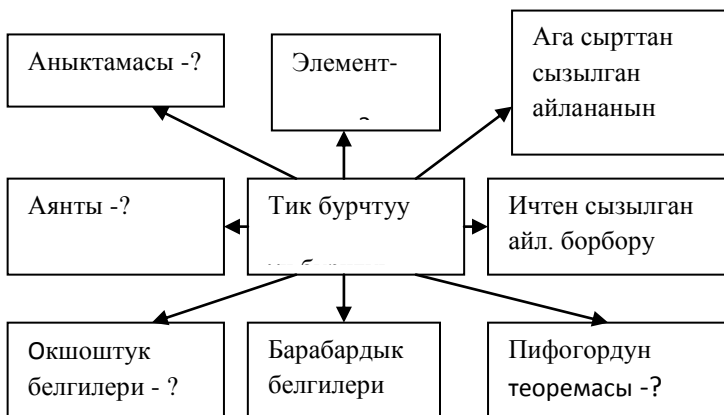 Аныктамасы -?
Элемент-
Ага сырттан
сызылган
айлананын
Аянты -?
Тик бурчтуу
Ичтен сызылган
айл. борбору
Окшоштук
белгилери - ?
Барабардык
белгилери
Пифогордун
теоремасы -?